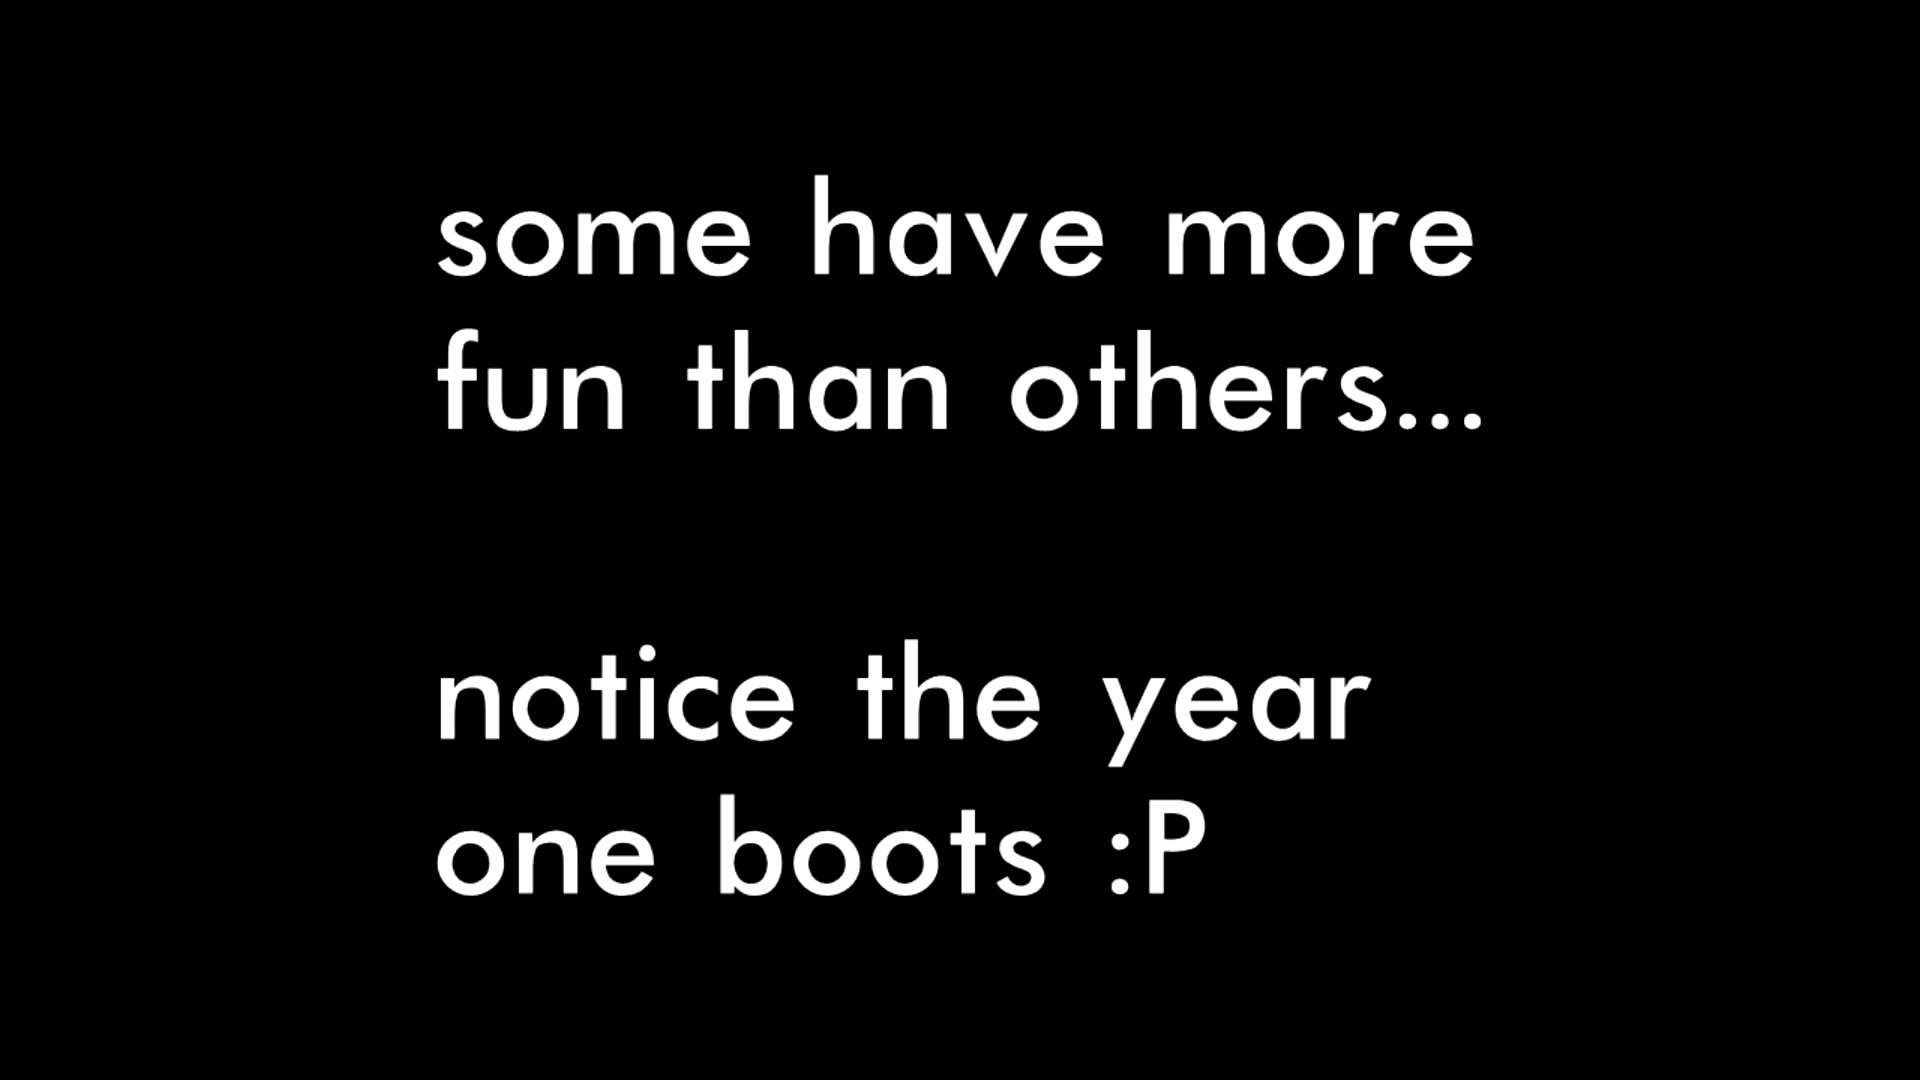 some have more
fun than others...
notice the year
one boots :P